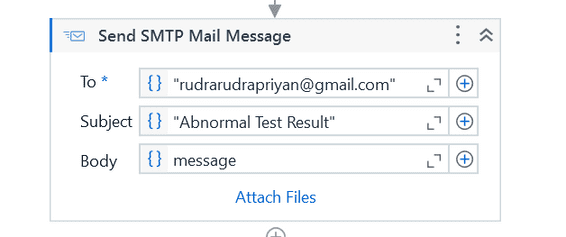 Send SMTP Mail Message
To * {} "rudrarudrapriyan@gmail.com"
Subject {} "Abnormal Test Result"
Body {} message
Attach Files